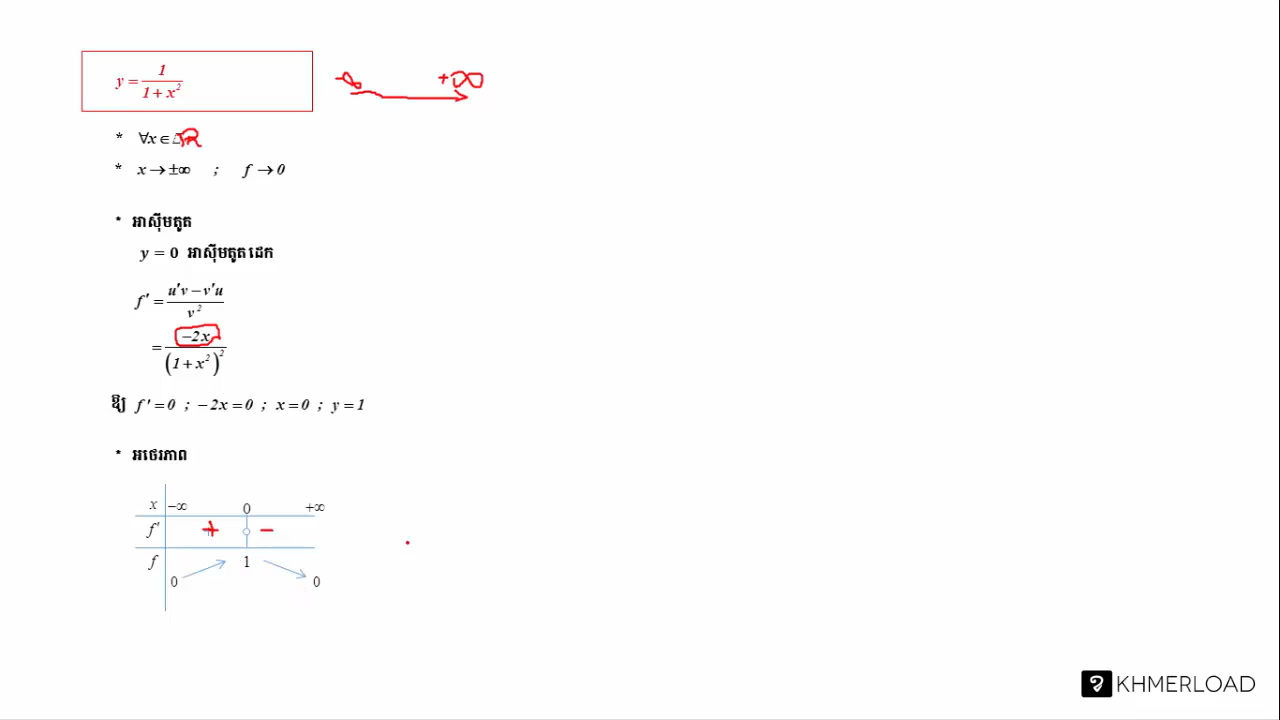 y = 1 / (1 + x²)
-∞ +∞
* ∀x ∈ ℝ
* x → ±∞ ; f → 0
* អាស៊ីមតូត
y = 0 អាស៊ីមតូតដេក
f' = (u'v − v'u) / v²
= −2x / (1 + x²)²
ឱ្យ f' = 0 ; −2x = 0 ; x = 0 ; y = 1
* អថេរភាព
x −∞ 0 +∞
f' + −
f 0 1 0
KHMERLOAD